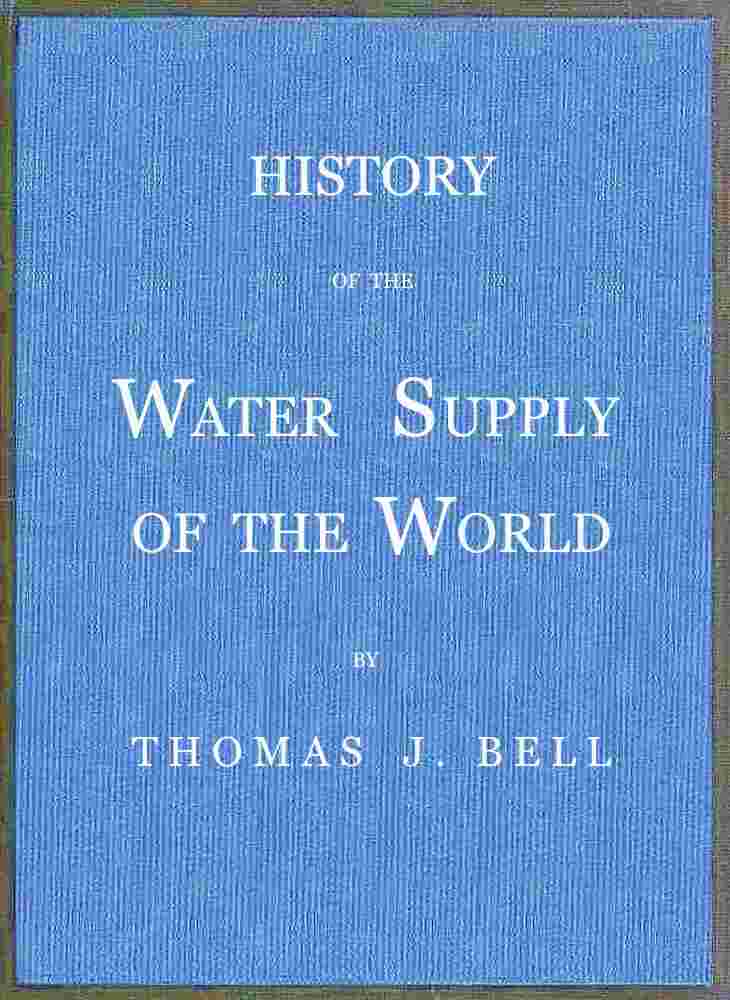 HISTORY
OF THE
WATER SUPPLY
OF THE WORLD
BY
THOMAS J. BELL